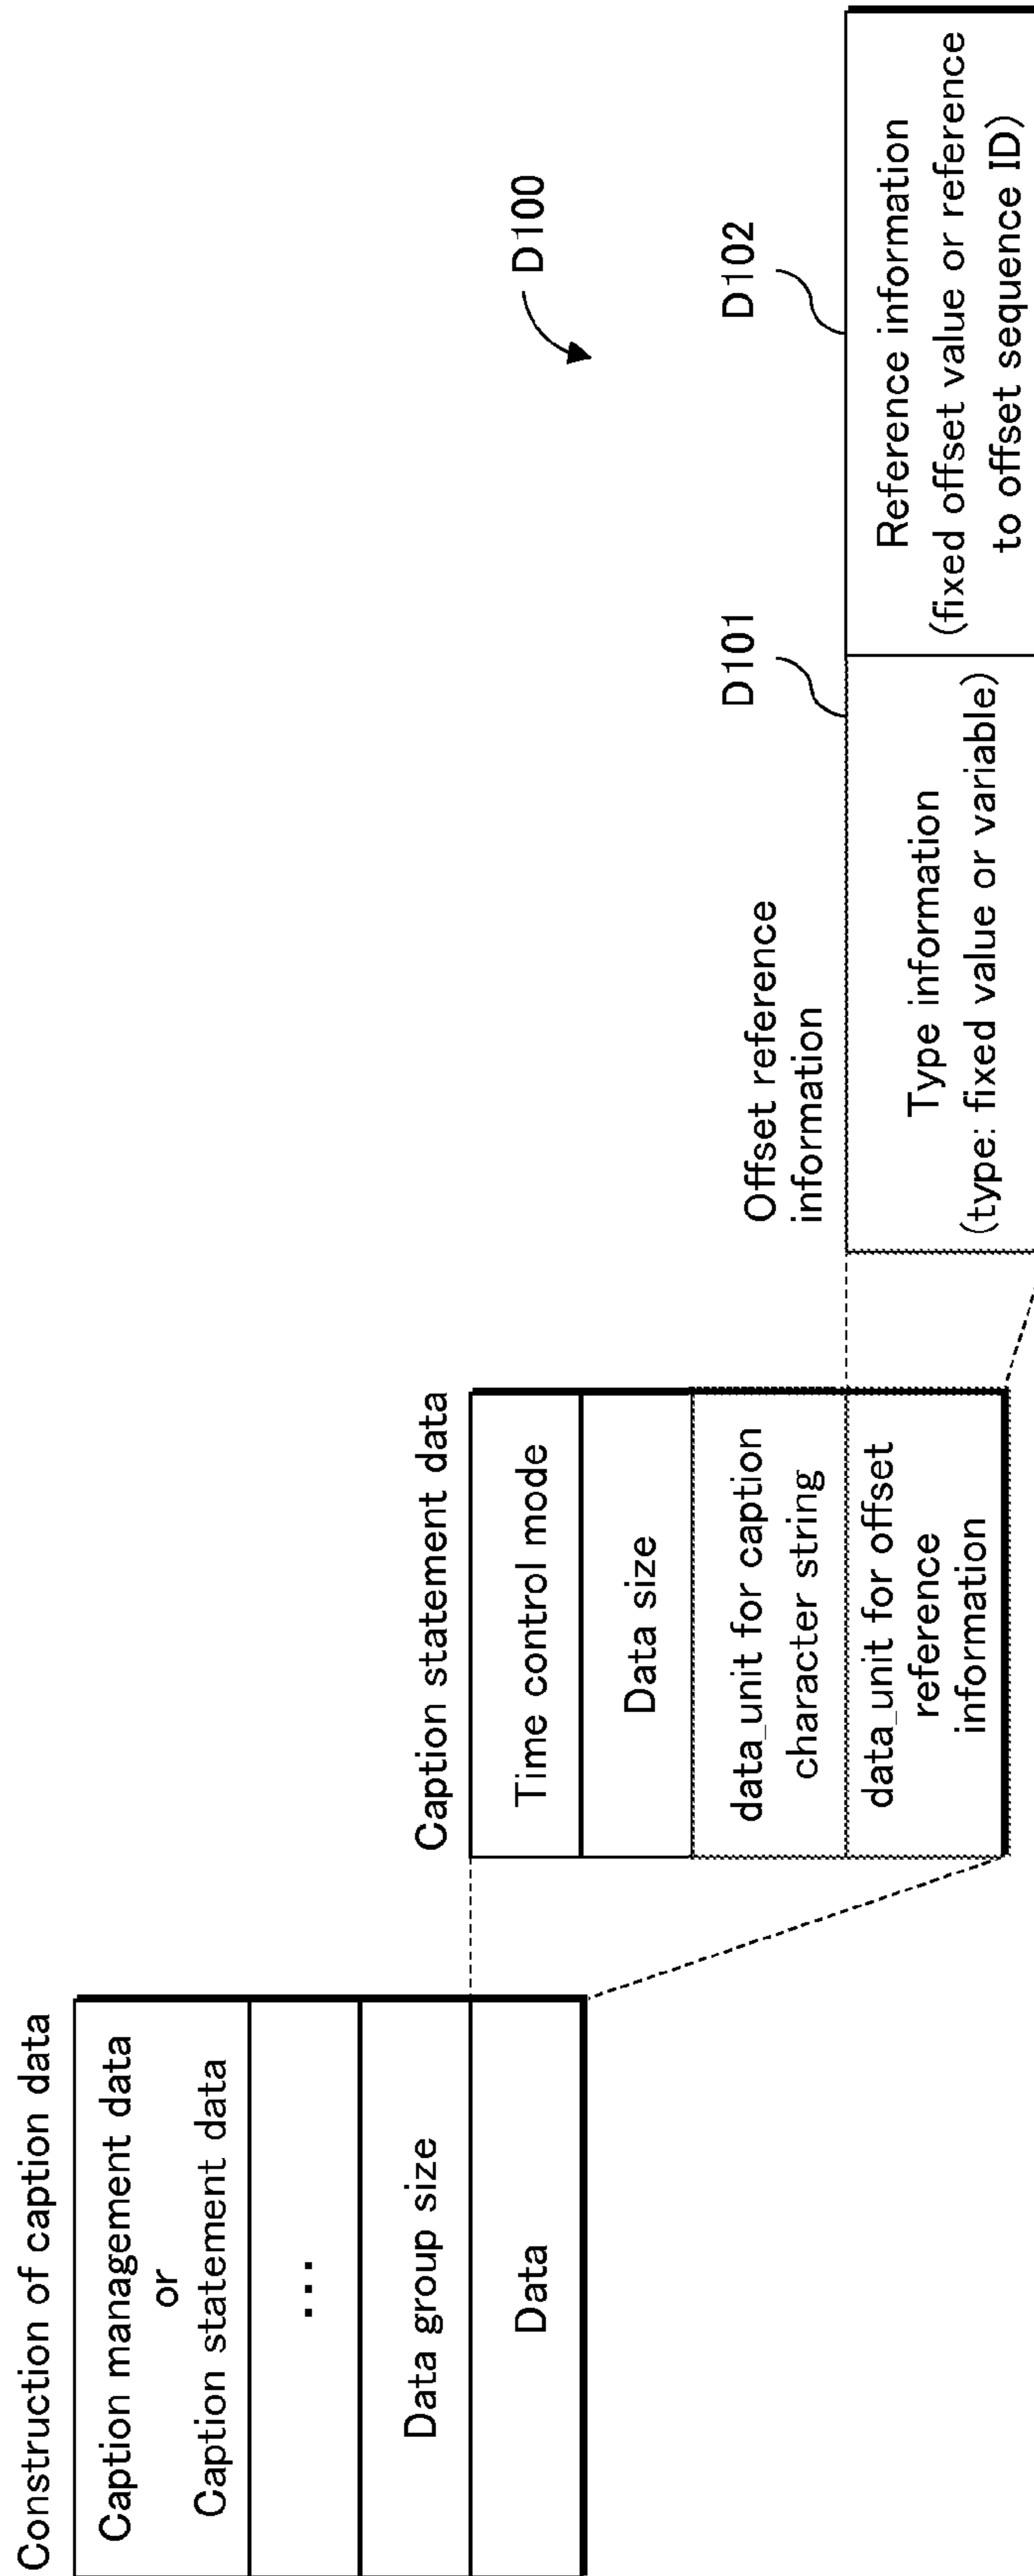 Construction of caption data
Caption management data
or
Caption statement data
...
Data group size
Data
Caption statement data
Time control mode
Data size
data_unit for caption
character string
data_unit for offset
reference
information
Offset reference
information
D101
Type information
(type: fixed value or variable)
D102
Reference information
(fixed offset value or reference
to offset sequence ID)
D100